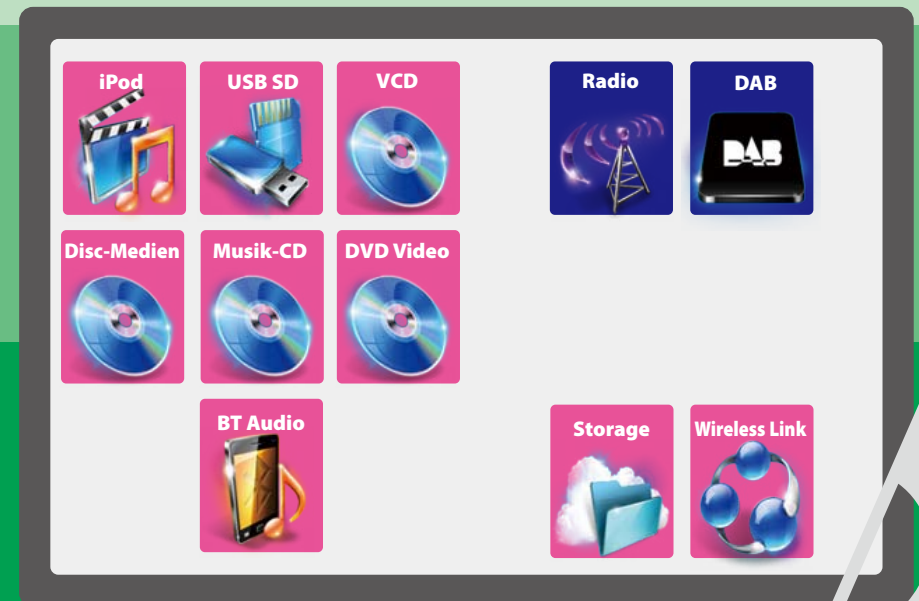 iPod
USB SD
VCD
Radio
DAB
DAB
Disc-Medien
Musik-CD
DVD Video
BT Audio
Storage
Wireless Link